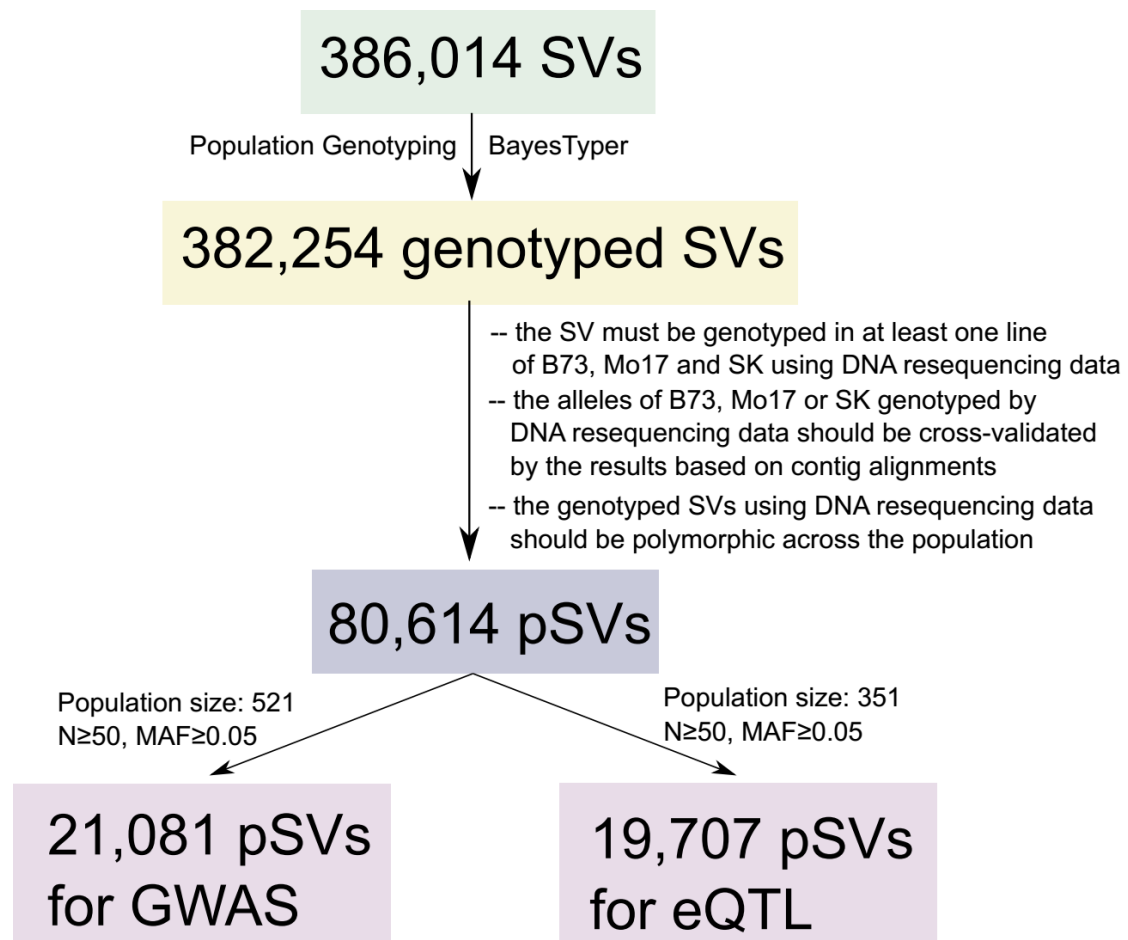 386,014 SVs
Population Genotyping
BayesTyper
382,254 genotyped SVs
-- the SV must be genotyped in at least one line
of B73, Mo17 and SK using DNA resequencing data
-- the alleles of B73, Mo17 or SK genotyped by
DNA resequencing data should be cross-validated
by the results based on contig alignments
-- the genotyped SVs using DNA resequencing data
should be polymorphic across the population
80,614 pSVs
Population size: 521
N≥50, MAF≥0.05
Population size: 351
N≥50, MAF≥0.05
21,081 pSVs
for GWAS
19,707 pSVs
for eQTL